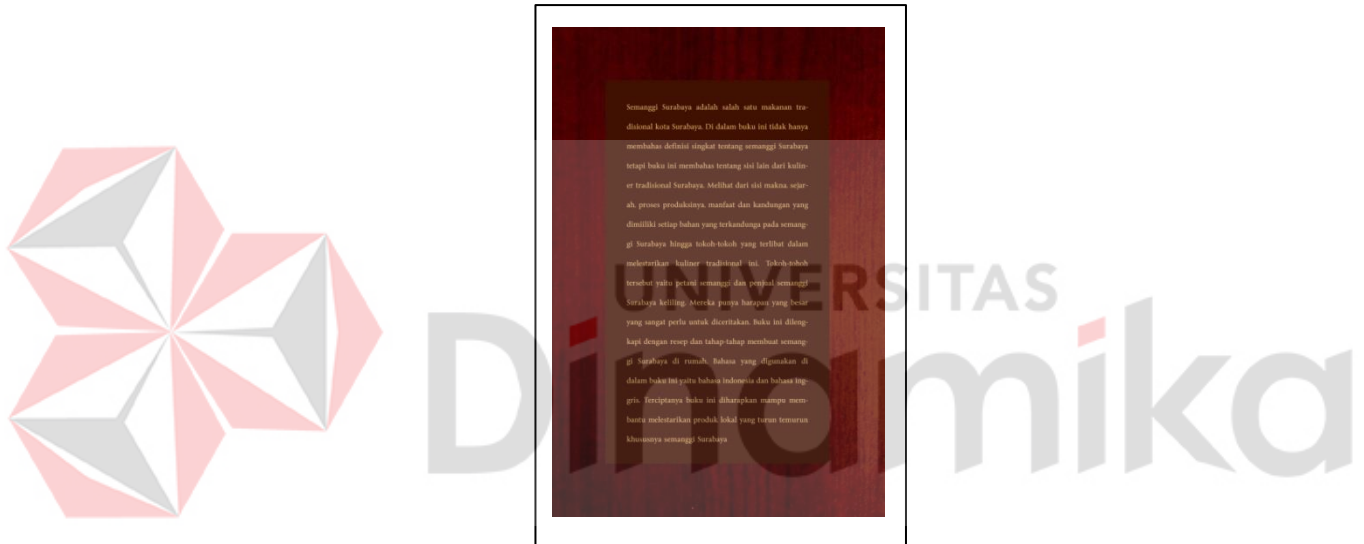 Semanggi Surabaya adalah salah satu makanan tra-
disional kota Surabaya. Di dalam buku ini tidak hanya
membahas definisi singkat tentang semanggi Surabaya
tetapi buku ini membahas tentang sisi lain dari kulin-
er tradisional Surabaya. Melihat dari sisi makna, sejar-
ah, proses produksinya, manfaat dan kandungan yang
dimiiliki setiap bahan yang terkandunga pada semang-
gi Surabaya hingga tokoh-tokoh yang terlibat dalam
melestarikan kuliner tradisional ini. Tokoh-tohoh
tersebut yaitu petani semanggi dan penjual semanggi
Surabaya keliling. Mereka punya harapan yang besar
yang sangat perlu untuk diceritakan. Buku ini dileng-
kapi dengan resep dan tahap-tahap membuat semang-
gi Surabaya di rumah. Bahasa yang digunakan di
dalam buku ini yaitu bahasa indonesia dan bahasa ing-
gris. Terciptanya buku ini diharapkan mampu mem-
bantu melestarikan produk lokal yang turun temurun
khususnya semanggi Surabaya
UNIVERSITAS
Dinamika